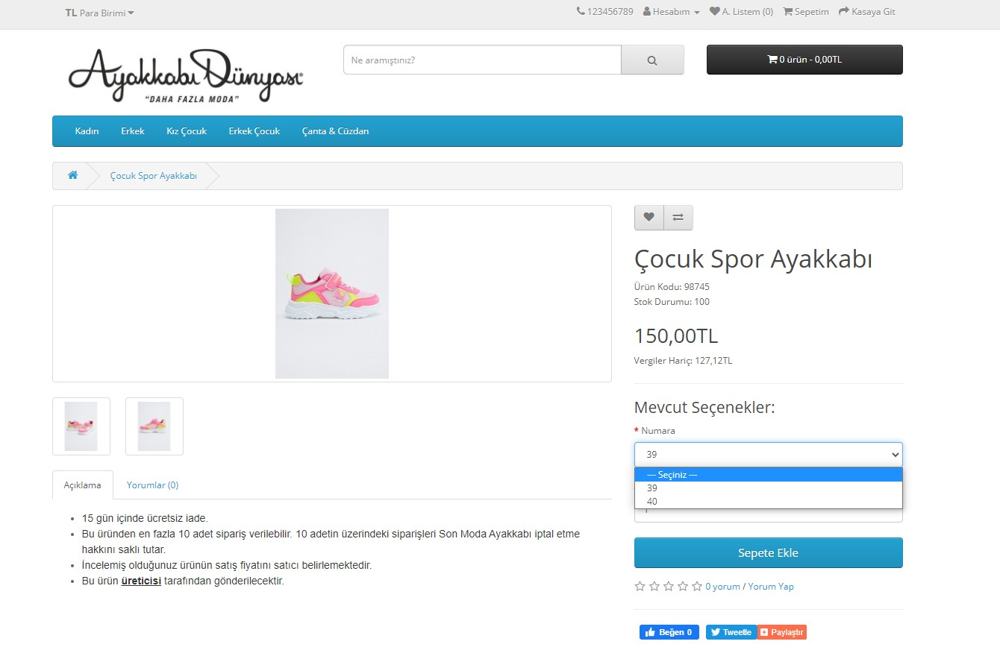 TL Para Birimi
123456789 Hesabım A. Listem (0) Sepetim Kasaya Git
Ayakkabı Dünyası
"DAHA FAZLA MODA"
Ne aramıştınız?
0 ürün - 0,00TL
Kadın Erkek Kız Çocuk Erkek Çocuk Çanta & Cüzdan
Çocuk Spor Ayakkabı
Çocuk Spor Ayakkabı
Ürün Kodu: 98745
Stok Durumu: 100
150,00TL
Vergiler Hariç: 127,12TL
Mevcut Seçenekler:
* Numara
39
--- Seçiniz ---
39
40
Sepete Ekle
0 yorum / Yorum Yap
Beğen 0 Tweetle Paylaştır
Açıklama Yorumlar (0)
15 gün içinde ücretsiz iade.
Bu üründen en fazla 10 adet sipariş verilebilir. 10 adetin üzerindeki siparişleri Son Moda Ayakkabı iptal etme
hakkını saklı tutar.
İncelemiş olduğunuz ürünün satış fiyatını satıcı belirlemektedir.
Bu ürün üreticisi tarafından gönderilecektir.